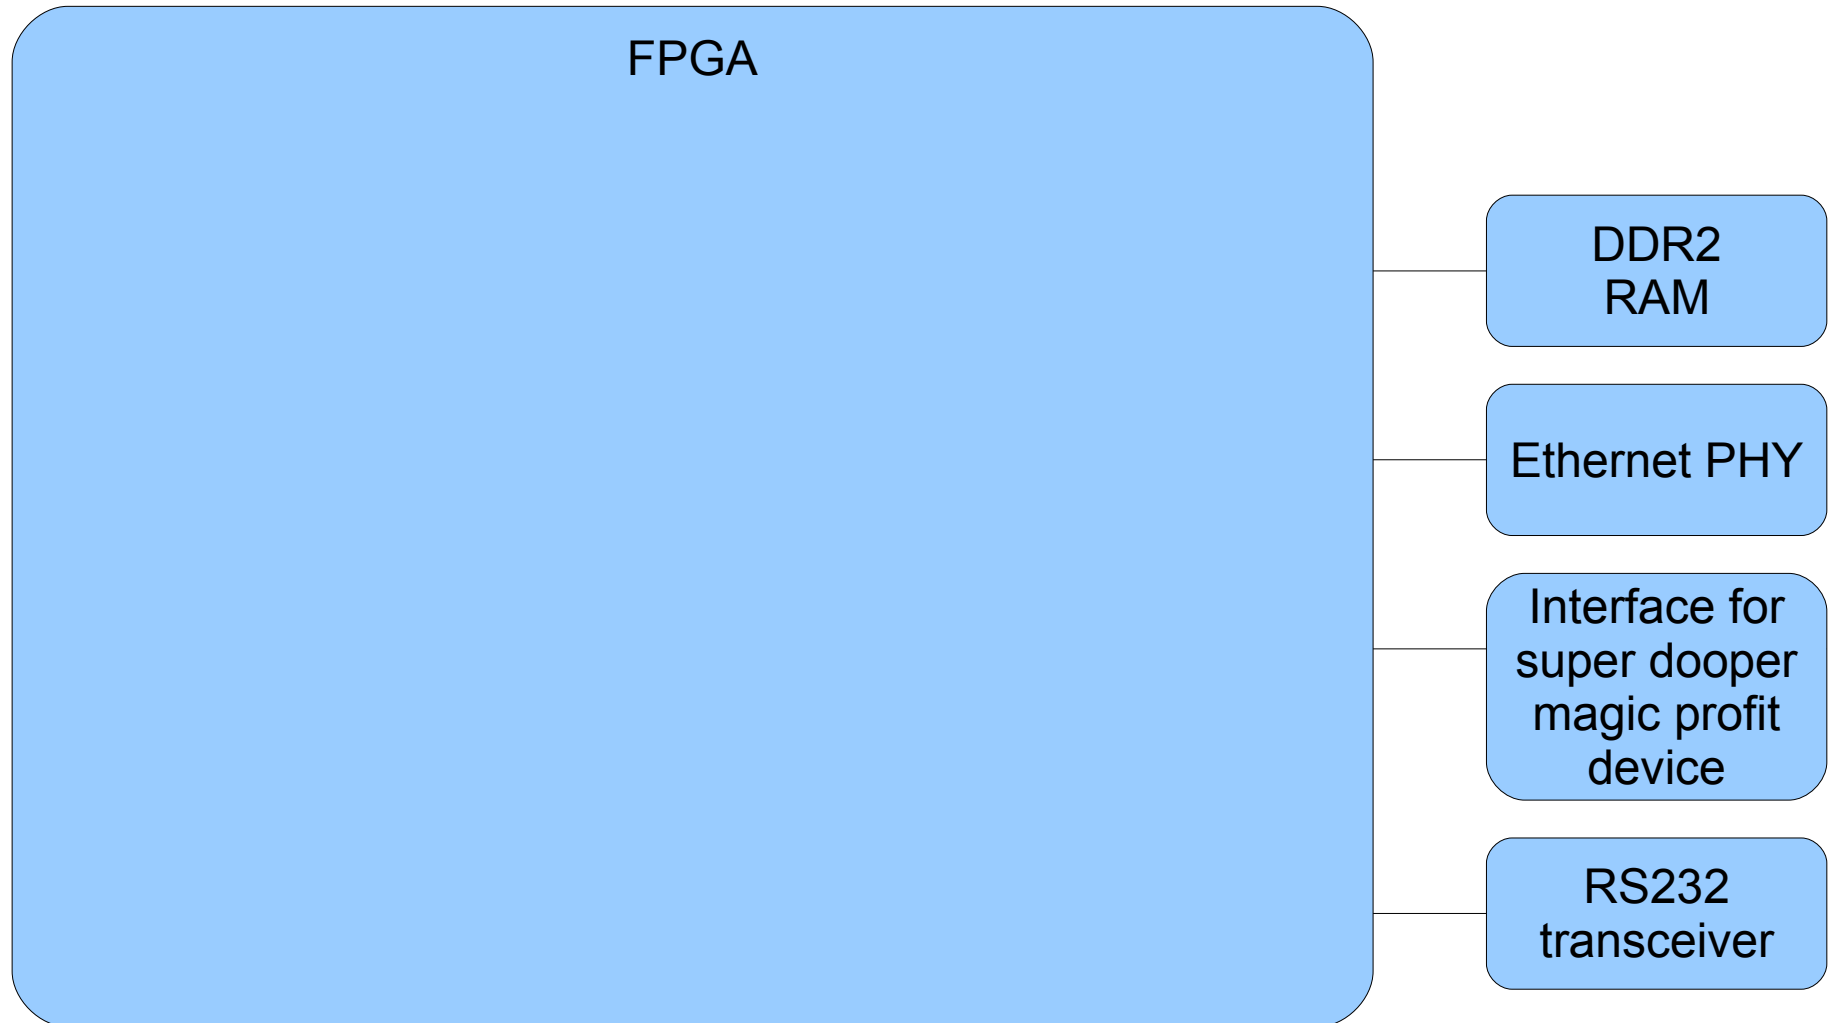 FPGA
DDR2
RAM
Ethernet PHY
Interface for
super dooper
magic profit
device
RS232
transceiver